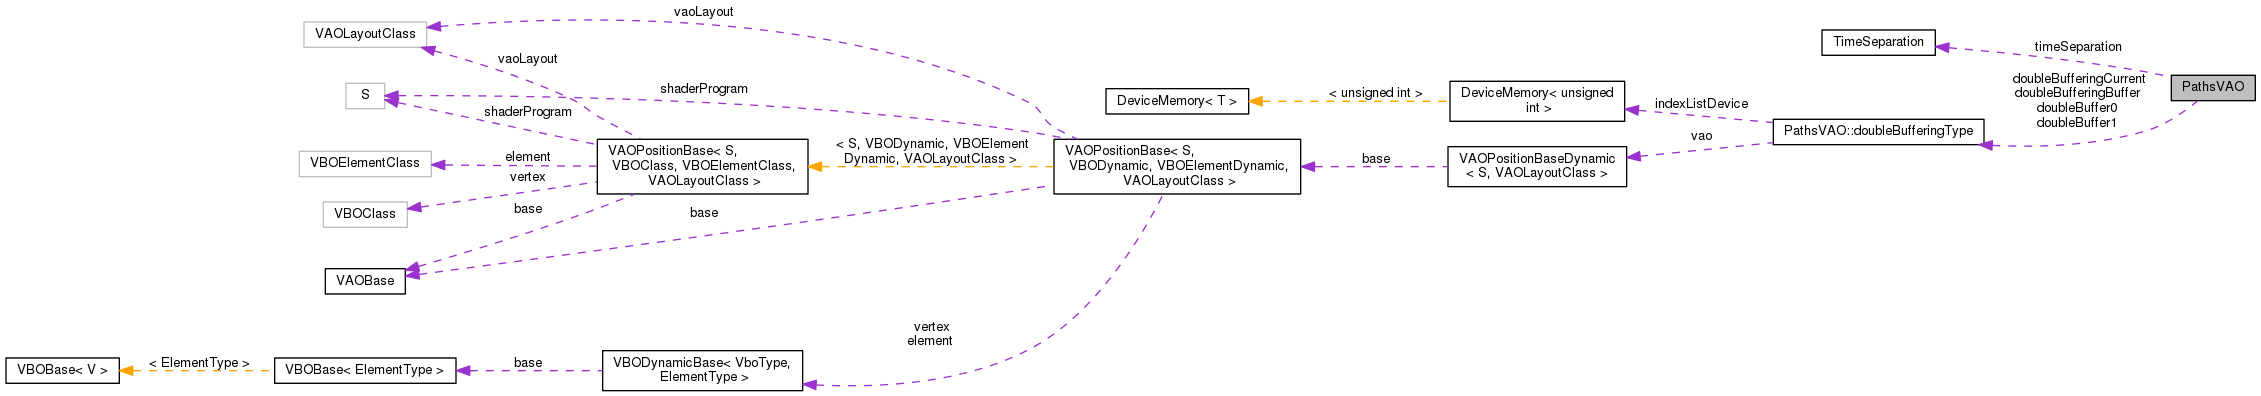 vaoLayout
VAOLayoutClass
TimeSeparation
timeSeparation
vaoLayout
doubleBufferingCurrent
doubleBufferingBuffer
doubleBuffer0
doubleBuffer1
PathsVAO
S
shaderProgram
shaderProgram
DeviceMemory< T >
< unsigned int >
DeviceMemory< unsigned
int >
indexListDevice
PathsVAO::doubleBufferingType
vao
VAOPositionBase< S,
VBOClass, VBOElementClass,
VAOLayoutClass >
< S, VBODynamic, VBOElement
Dynamic, VAOLayoutClass >
VAOPositionBase< S,
VBODynamic, VBOElementDynamic,
VAOLayoutClass >
base
VAOPositionBaseDynamic
< S, VAOLayoutClass >
VBOElementClass
element
vertex
VBOClass
base
base
VAOBase
vertex
element
VBOBase< V >
< ElementType >
VBOBase< ElementType >
base
VBODynamicBase< VboType,
ElementType >